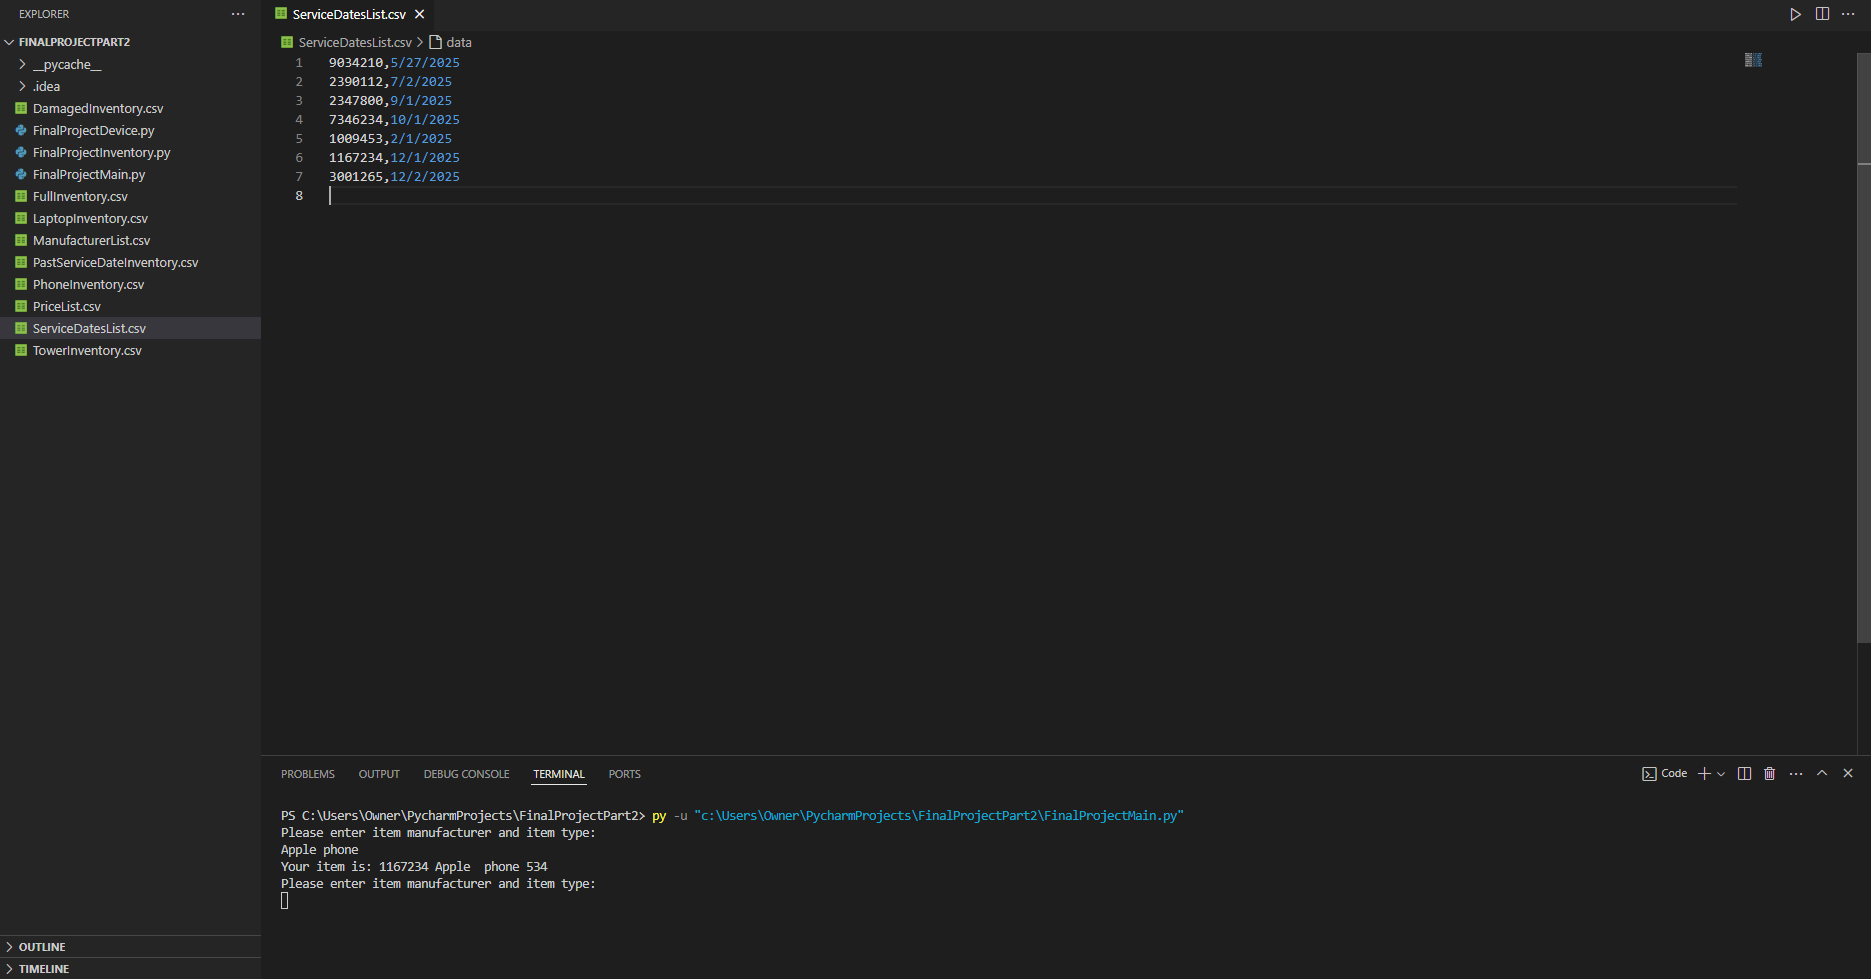 EXPLORER
FINALPROJECTPART2
__pycache__
.idea
DamagedInventory.csv
FinalProjectDevice.py
FinalProjectInventory.py
FinalProjectMain.py
FullInventory.csv
LaptopInventory.csv
ManufacturerList.csv
PastServiceDateInventory.csv
PhoneInventory.csv
PriceList.csv
ServiceDatesList.csv
TowerInventory.csv
OUTLINE
TIMELINE
ServiceDatesList.csv
ServiceDatesList.csv > data
1 9034210,5/27/2025
2 2390112,7/2/2025
3 2347800,9/1/2025
4 7346234,10/1/2025
5 1009453,2/1/2025
6 1167234,12/1/2025
7 3001265,12/2/2025
8
PROBLEMS OUTPUT DEBUG CONSOLE TERMINAL PORTS Code
PS C:\Users\Owner\PycharmProjects\FinalProjectPart2> py -u "c:\Users\Owner\PycharmProjects\FinalProjectPart2\FinalProjectMain.py"
Please enter item manufacturer and item type:
Apple phone
Your item is: 1167234 Apple  phone 534
Please enter item manufacturer and item type: